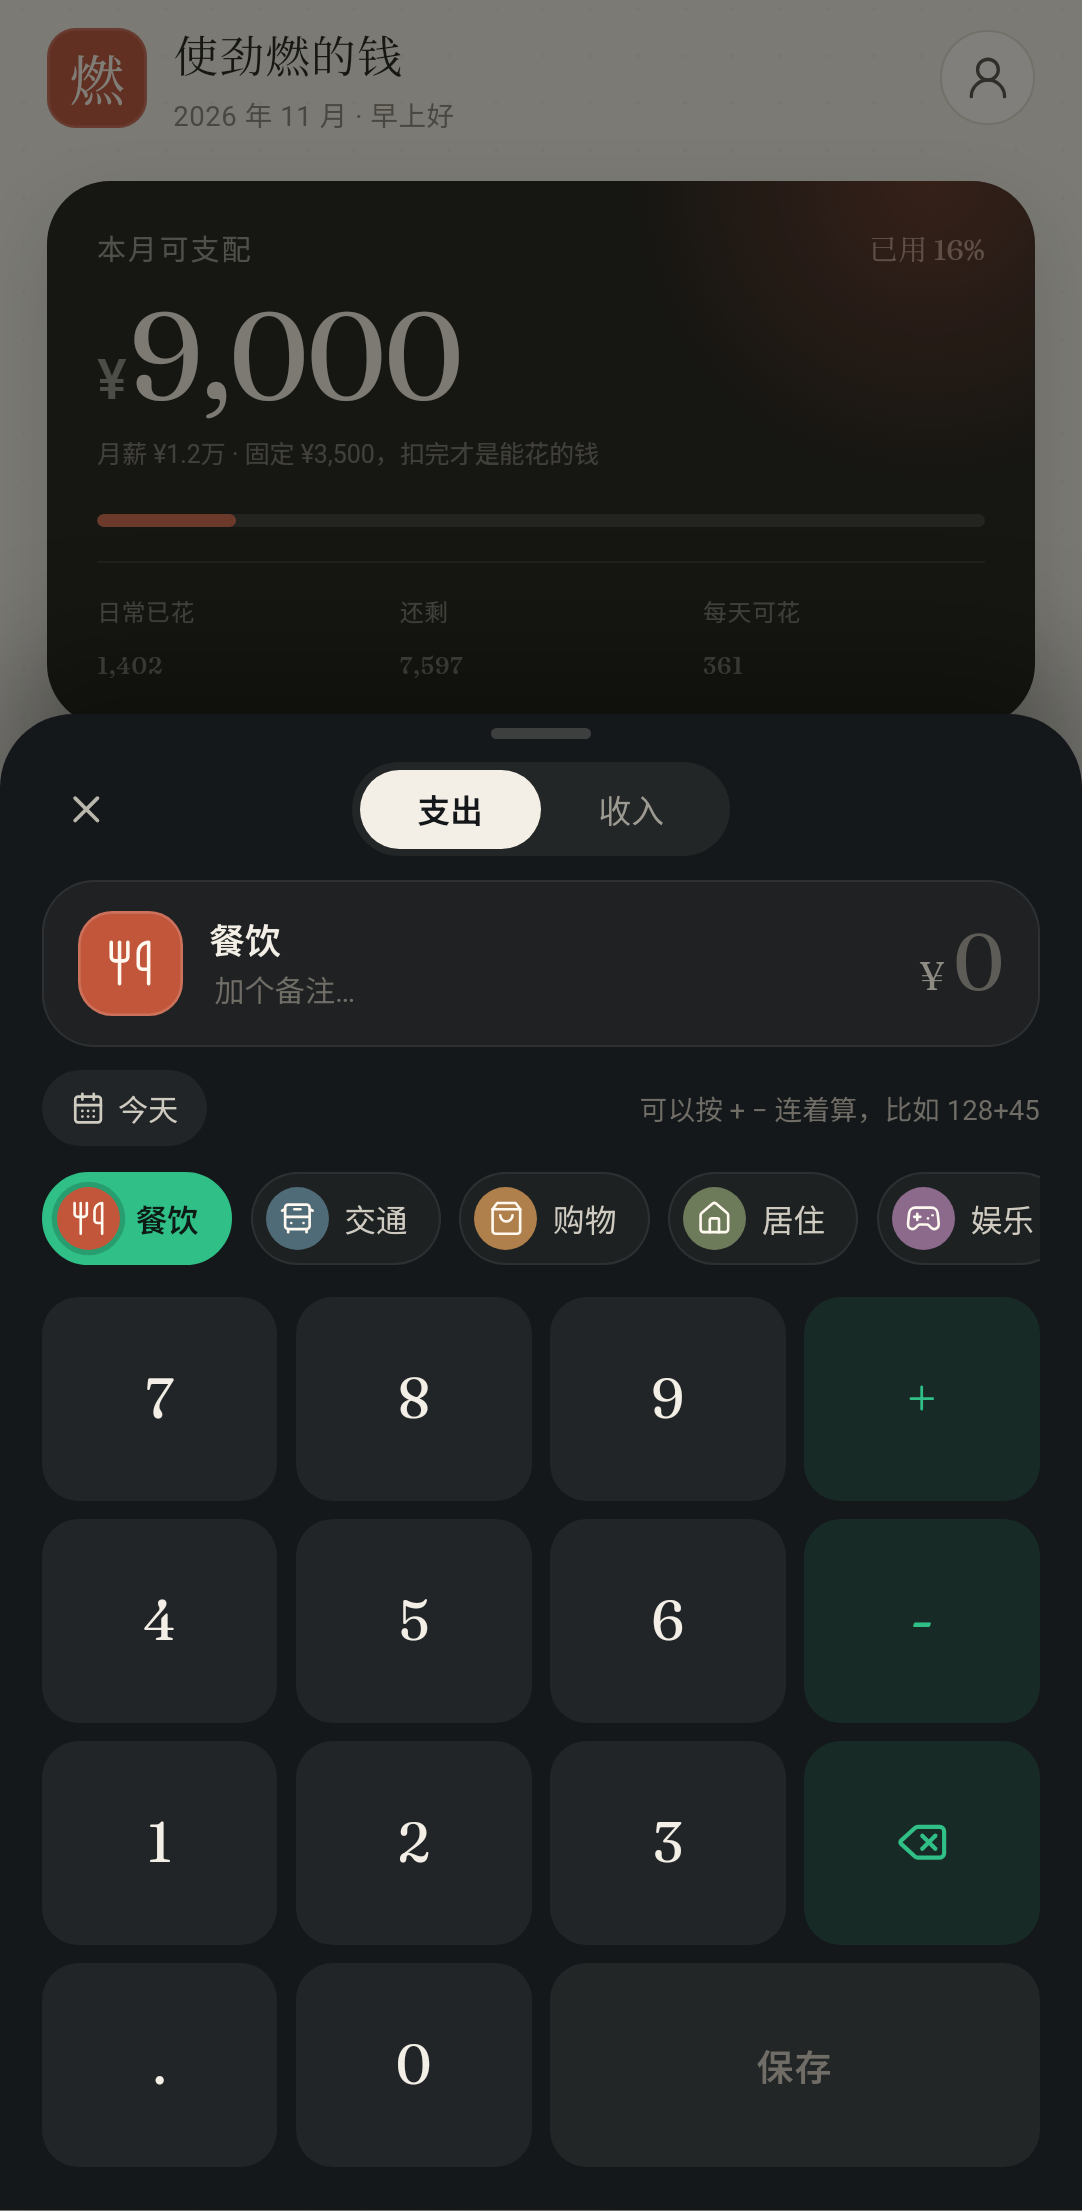 燃
使劲燃的钱
2026 年 11 月 · 早上好
本月可支配
已用 16%
¥9,000
月薪 ¥1.2万 · 固定 ¥3,500，扣完才是能花的钱
日常已花 还剩 每天可花
1,402 7,597 361
支出 收入
餐饮
加个备注...
¥ 0
今天
可以按 + − 连着算，比如 128+45
餐饮 交通 购物 居住 娱乐
7 8 9 +
4 5 6 -
1 2 3
. 0 保存